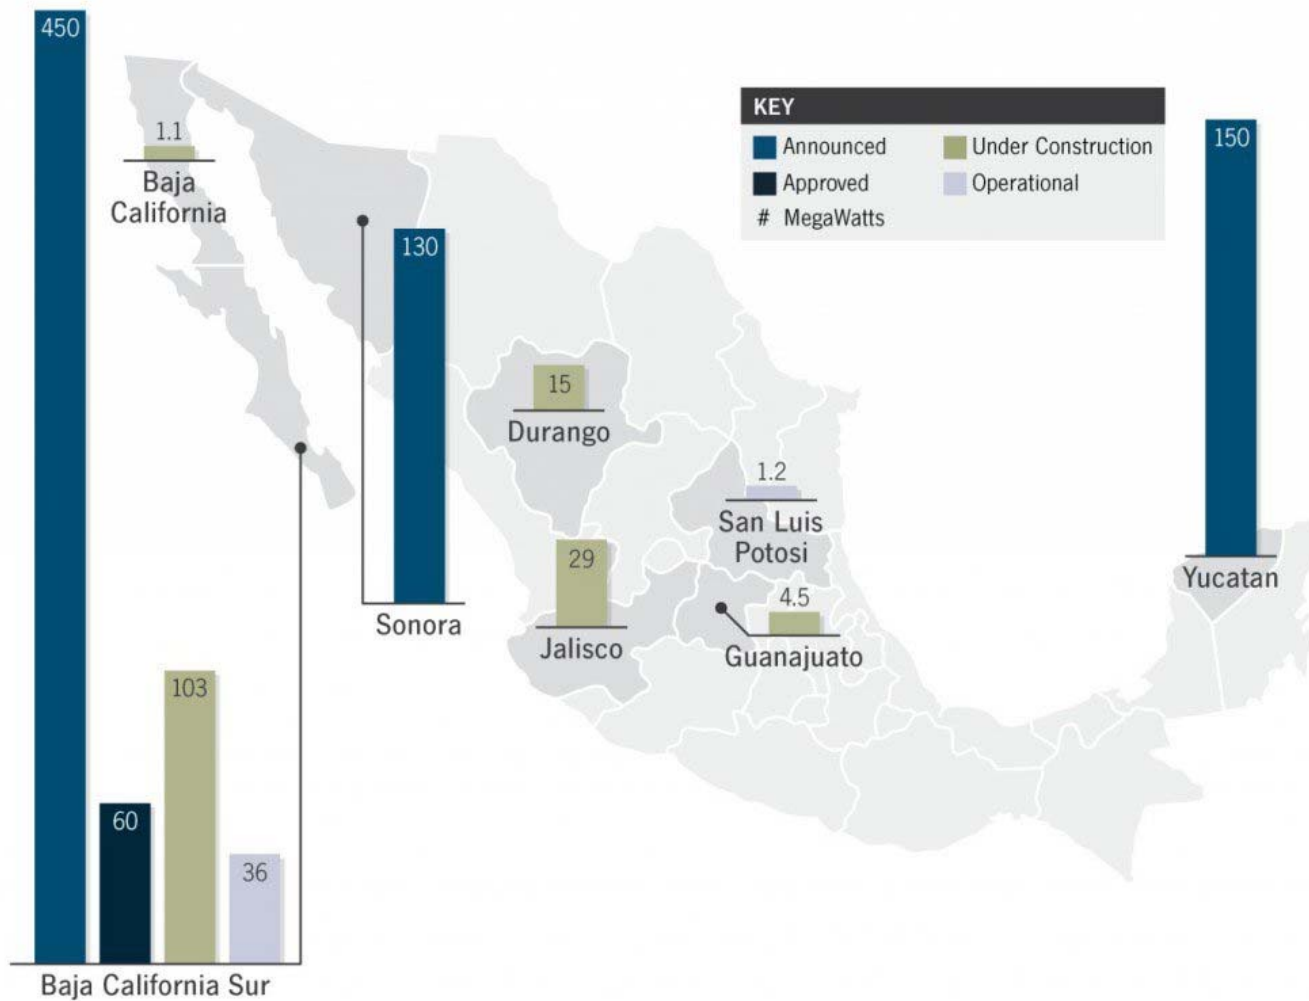 450
1.1
Baja
California
KEY
Announced
Under Construction
Approved
Operational
# MegaWatts
150
130
15
Durango
1.2
San Luis
Potosi
29
Jalisco
4.5
Guanajuato
Yucatan
Sonora
103
60
36
Baja California Sur